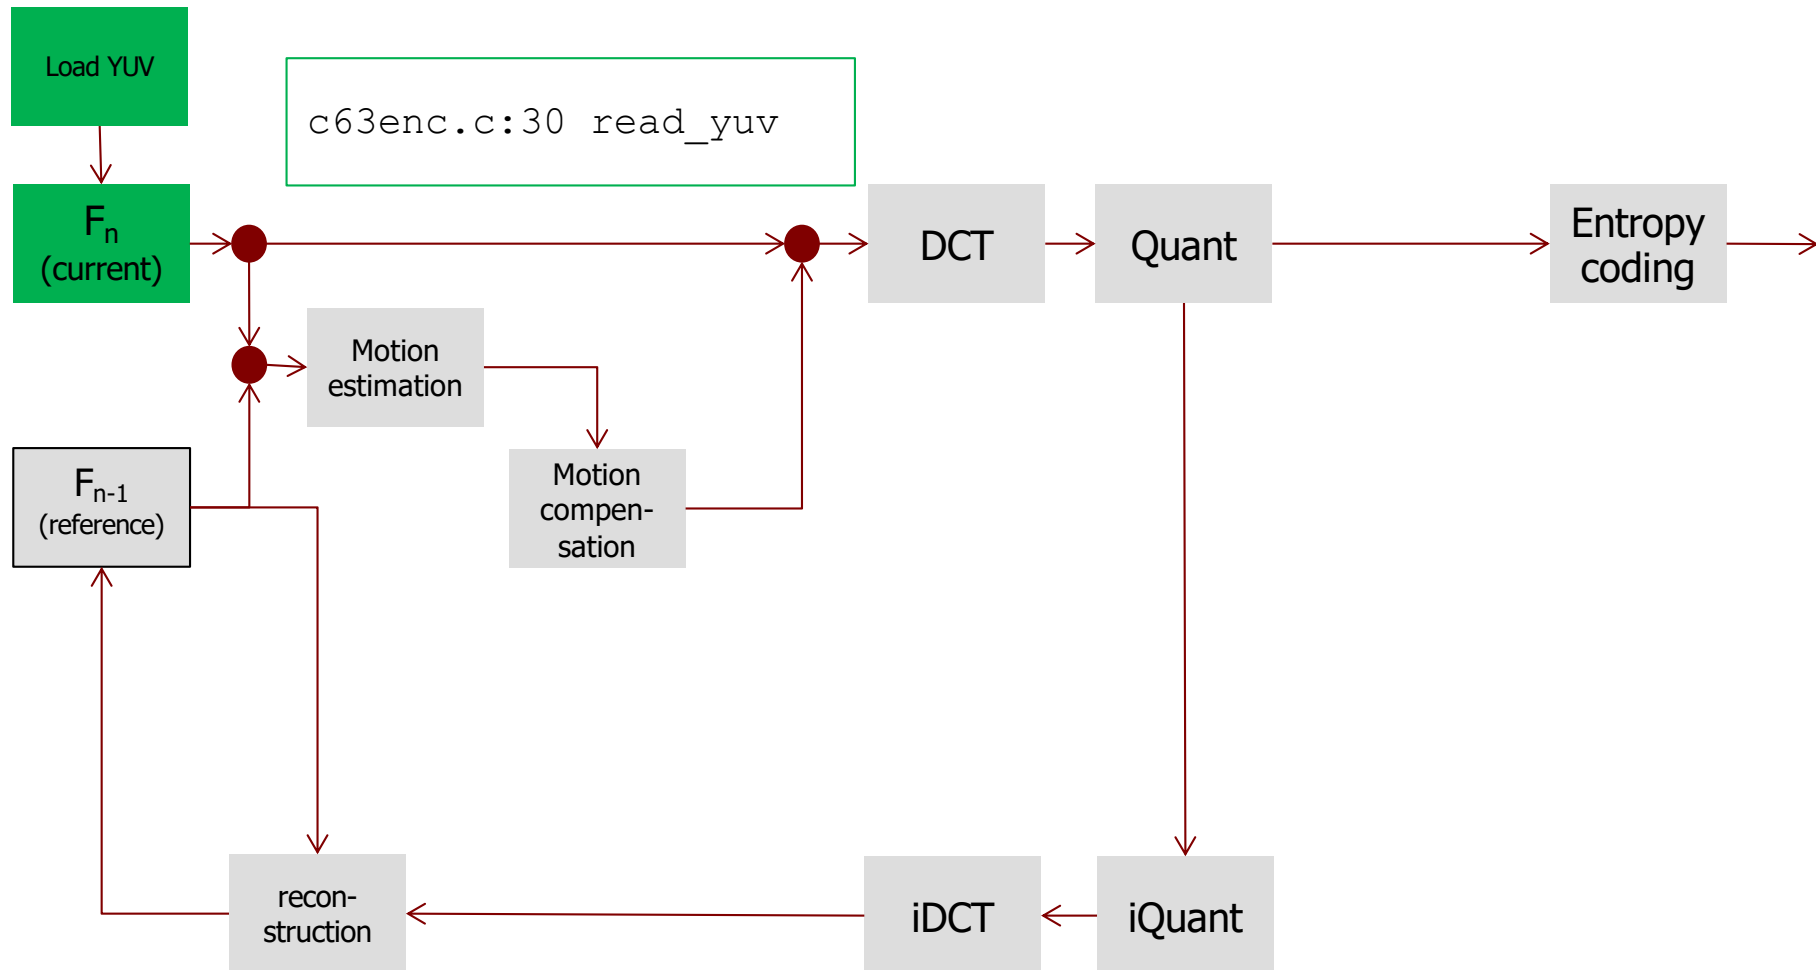 Load YUV
c63enc.c:30 read_yuv
Fn
(current)
DCT
Quant
Entropy
coding
Motion
estimation
Fn-1
(reference)
Motion
compen-
sation
recon-
struction
iDCT
iQuant